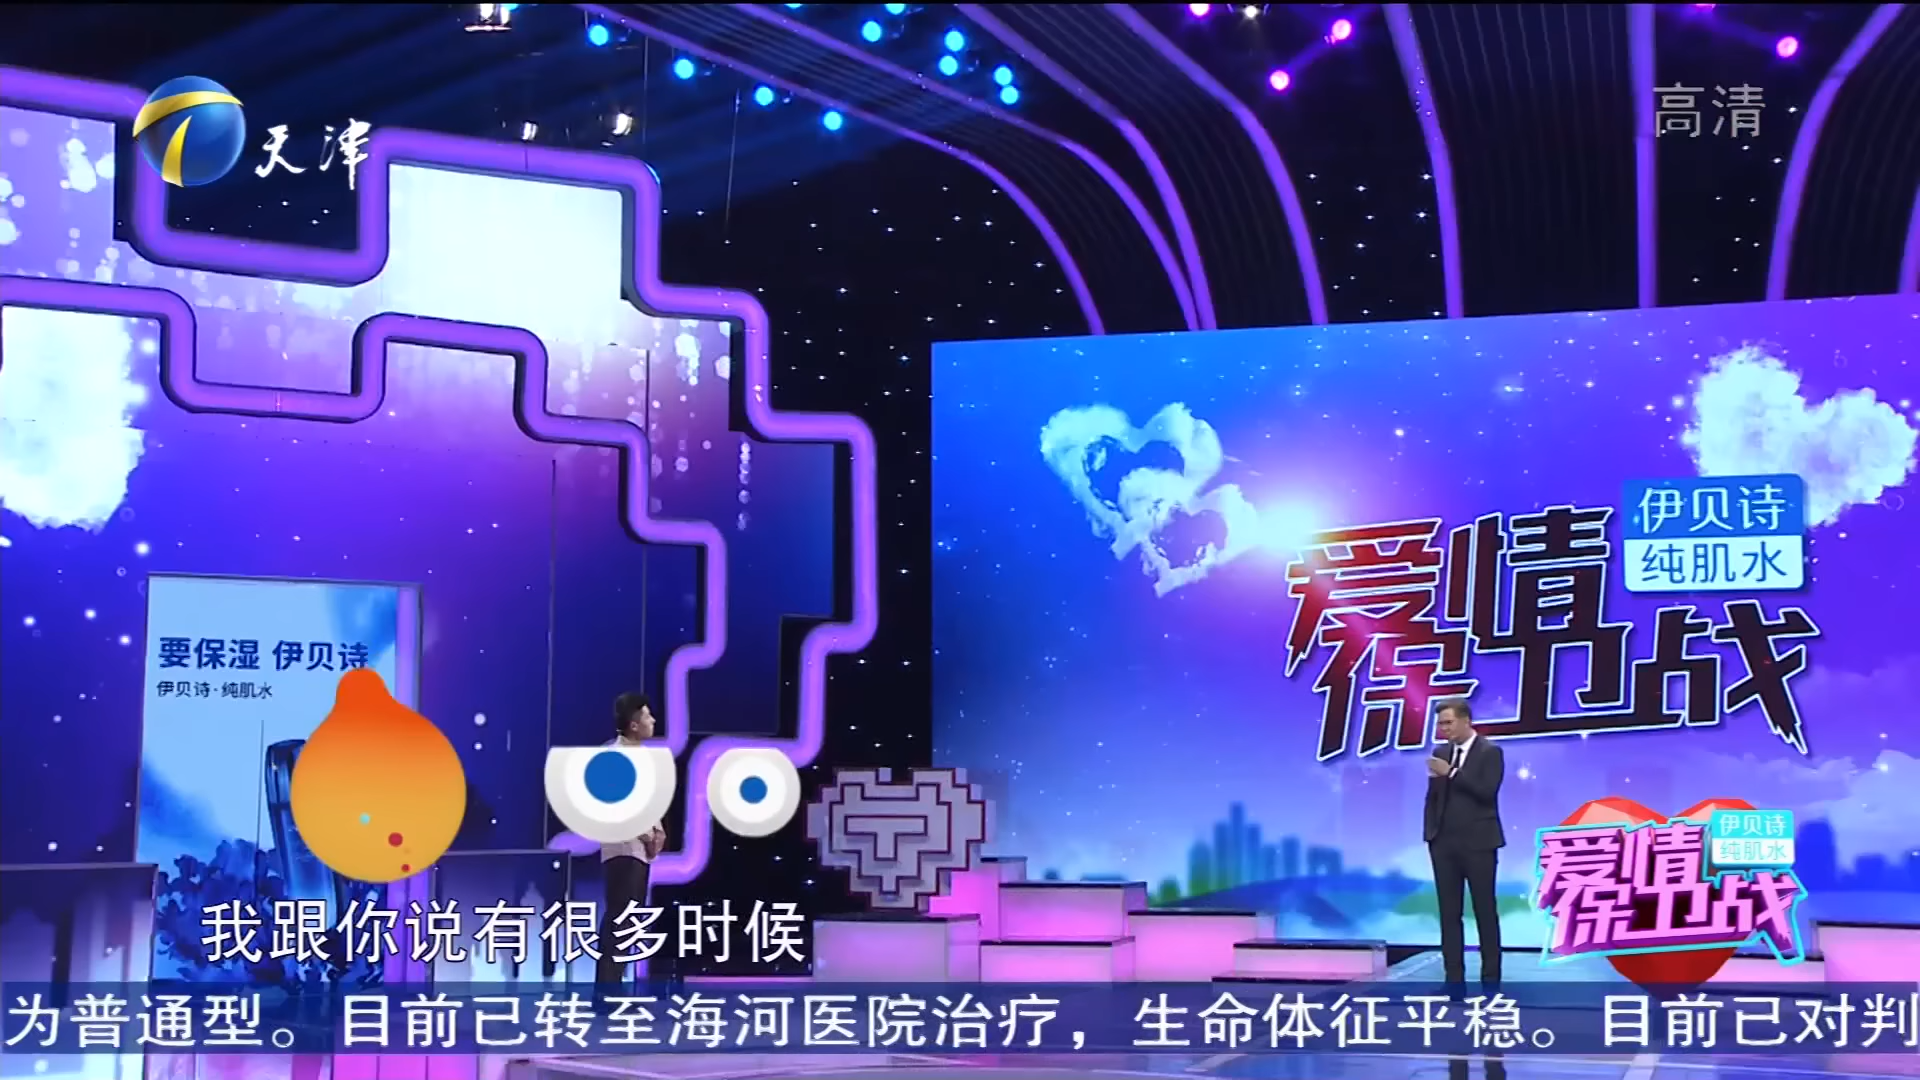 天津
高清
伊贝诗
纯肌水
爱情
保卫战
要保湿 伊贝诗
伊贝诗·纯肌水
伊贝诗
纯肌水
爱情
保卫战
我跟你说有很多时候
为普通型。目前已转至海河医院治疗，生命体征平稳。目前已对判